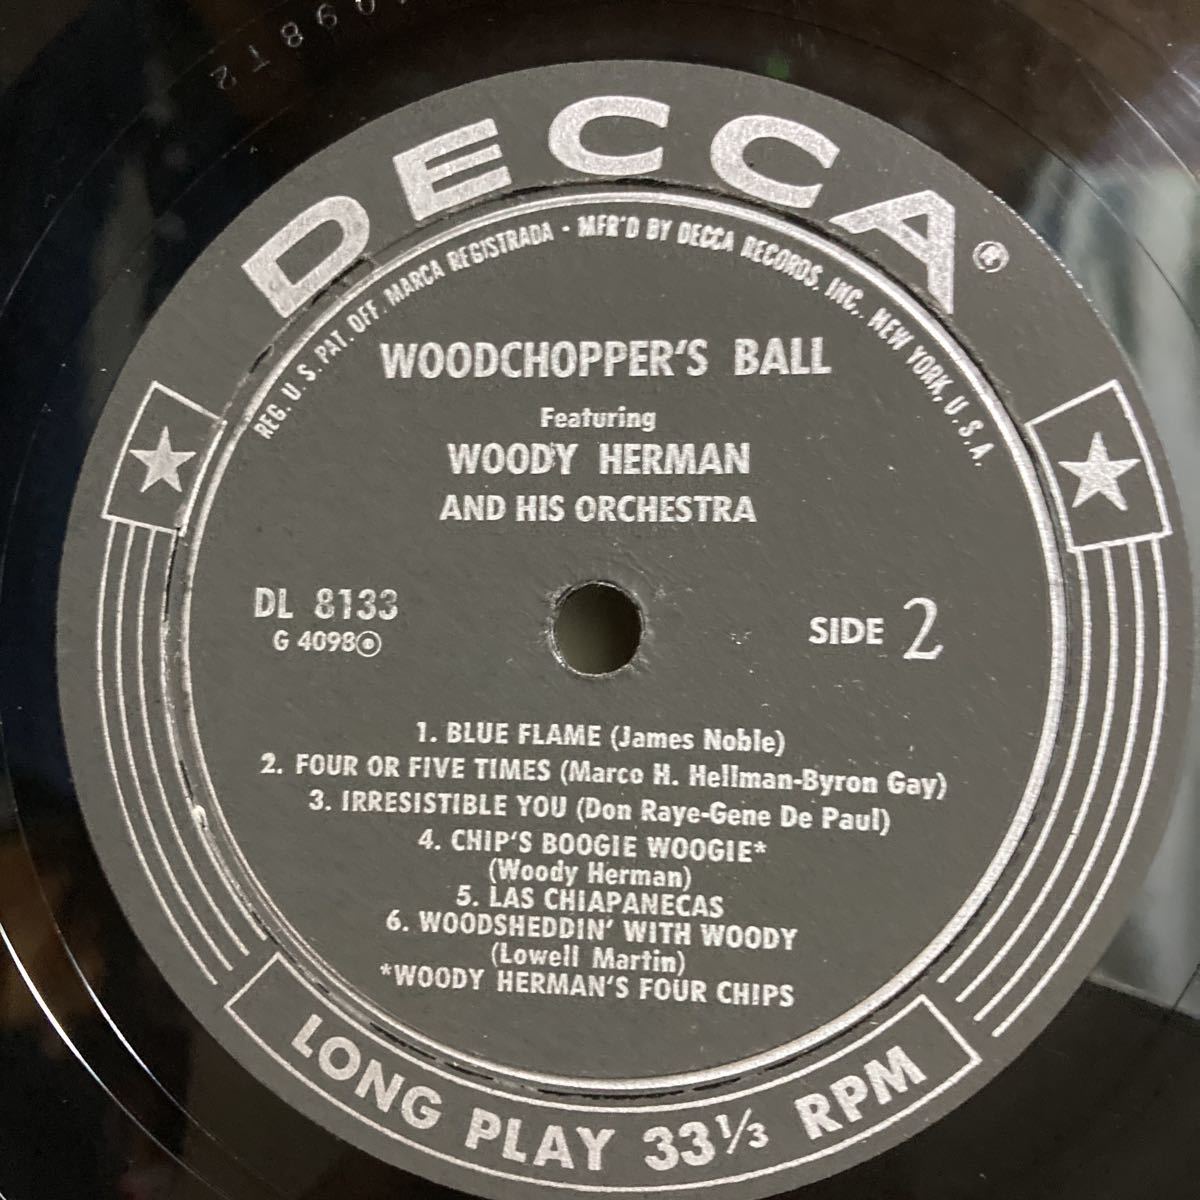 DECCA®
REG. U.S. PAT. OFF. MARCA REGISTRADA · MFR'D BY DECCA RECORDS, INC., NEW YORK, U.S.A.
WOODCHOPPER'S BALL
Featuring
WOODY HERMAN
AND HIS ORCHESTRA
DL 8133
G 4098
SIDE 2
1. BLUE FLAME (James Noble)
2. FOUR OR FIVE TIMES (Marco H. Hellman-Byron Gay)
3. IRRESISTIBLE YOU (Don Raye-Gene De Paul)
4. CHIP'S BOOGIE WOOGIE*
(Woody Herman)
5. LAS CHIAPANECAS
6. WOODSHEDDIN' WITH WOODY
(Lowell Martin)
*WOODY HERMAN'S FOUR CHIPS
LONG PLAY 33 1/3 RPM